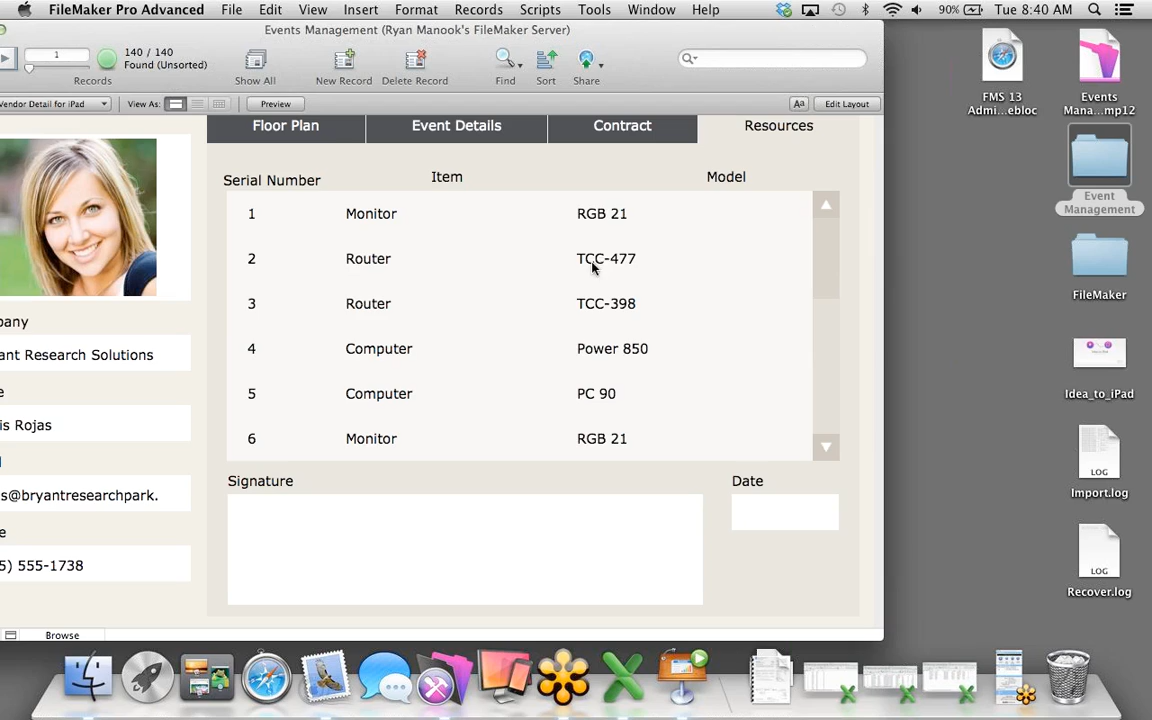 FileMaker Pro Advanced File Edit View Insert Format Records Scripts Tools Window Help 90% Tue 8:40 AM
Events Management (Ryan Manook's FileMaker Server)
1
140 / 140
Found (Unsorted)
Records
Show All
New Record
Delete Record
Find
Sort
Share
Vendor Detail for iPad
View As:
Preview
Aa
Edit Layout
Floor Plan
Event Details
Contract
Resources
Serial Number
Item
Model
1 Monitor RGB 21
2 Router TCC-477
3 Router TCC-398
4 Computer Power 850
5 Computer PC 90
6 Monitor RGB 21
Signature
Date
pany
ant Research Solutions
e
is Rojas
l
s@bryantresearchpark.
e
5) 555-1738
Browse
FMS 13
Admi...ebloc
Events
Mana...mp12
Event
Management
FileMaker
Idea_to_iPad
LOG
Import.log
LOG
Recover.log